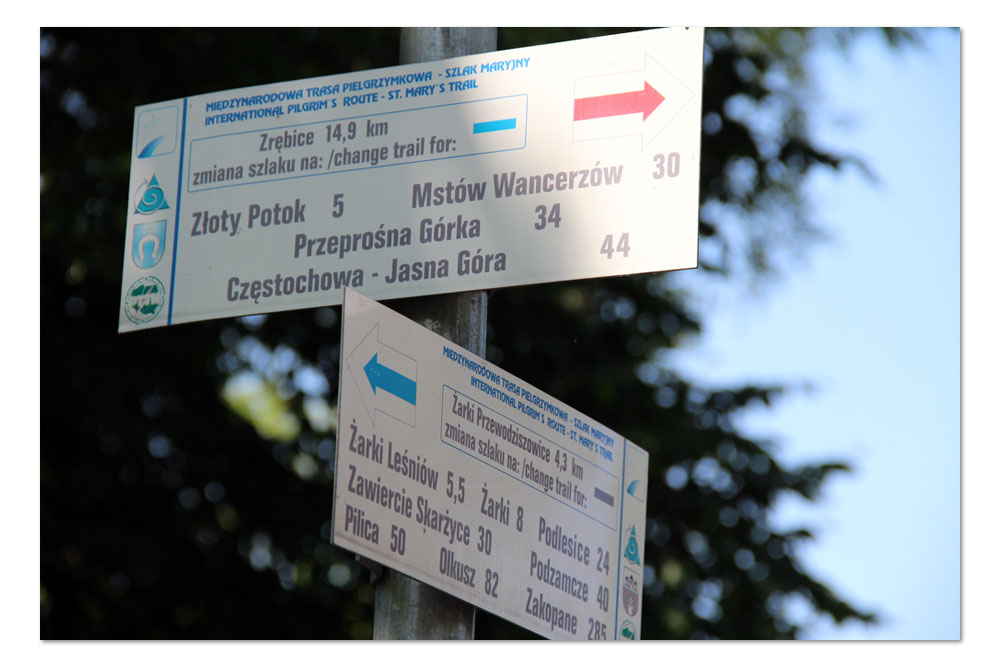 MIĘDZYNARODOWA TRASA PIELGRZYMKOWA - SZLAK MARYJNY
INTERNATIONAL PILGRIM`S ROUTE - ST. MARY`S TRAIL
Zrębice 14,9 km
zmiana szlaku na: /change trail for:
Złoty Potok 5 Mstów Wancerzów 30
Przeprośna Górka 34
Częstochowa - Jasna Góra 44
MIĘDZYNARODOWA TRASA PIELGRZYMKOWA - SZLAK MARYJNY
INTERNATIONAL PILGRIM`S ROUTE - ST. MARY`S TRAIL
Żarki Przewodziszowice 4,3 km
zmiana szlaku na: /change trail for:
Żarki Leśniów 5,5 Żarki 8 Podlesice 24
Zawiercie Skarżyce 30 Podzamcze 40
Pilica 50 Olkusz 82 Zakopane 285